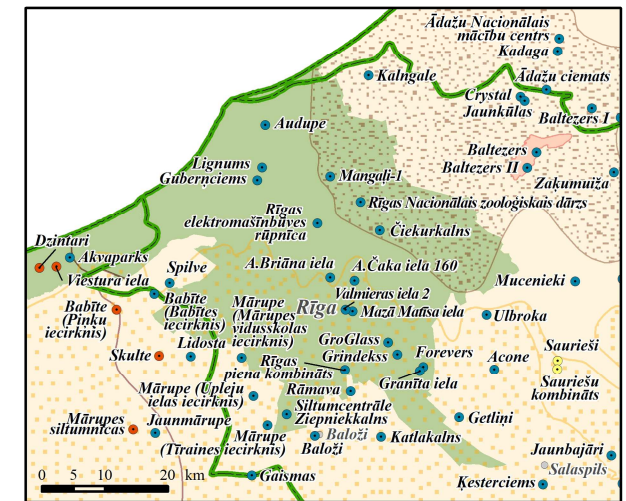 Ādažu Nacionālais
mācību centrs
Kadaga
Kalngale
Ādažu ciemats
Crystal
Jaunkūlas
Baltezers I
Audupe
Baltezers
Baltezers II
Lignums
Guberņciems
Mangaļi-1
Zaķumuiža
Rīgas Nacionālais zooloģiskais dārzs
Rīgas
elektromašīnbūves
rūpnīca
Čiekurkalns
Dzintari
Akvaparks
Viestura iela
Spilve
A.Briāna iela
A.Čaka iela 160
Mucenieki
Babīte
(Piņķu
iecirknis)
Babīte
(Babītes
iecirknis)
Mārupe
(Mārupes
vidusskolas
iecirknis)
Valmieras iela 2
Rīga
Mazā Matīsa iela
Ulbroka
Skulte
Lidosta
GroGlass
Grindekss
Forevers
Acone
Saurieši
Sauriešu
kombināts
Rīgas
piena kombināts
Granīta iela
Rāmava
Mārupe (Upleju
ielas iecirknis)
Siltumcentrāle
Ziepniekkalns
Getliņi
Mārupes
siltumnīcas
Jaunmārupe
Mārupe
(Tīraines iecirknis)
Baloži
Baloži
Katlakalns
Jaunbajāri
Salaspils
Gaismas
Ķesterciems
0 10 20 km